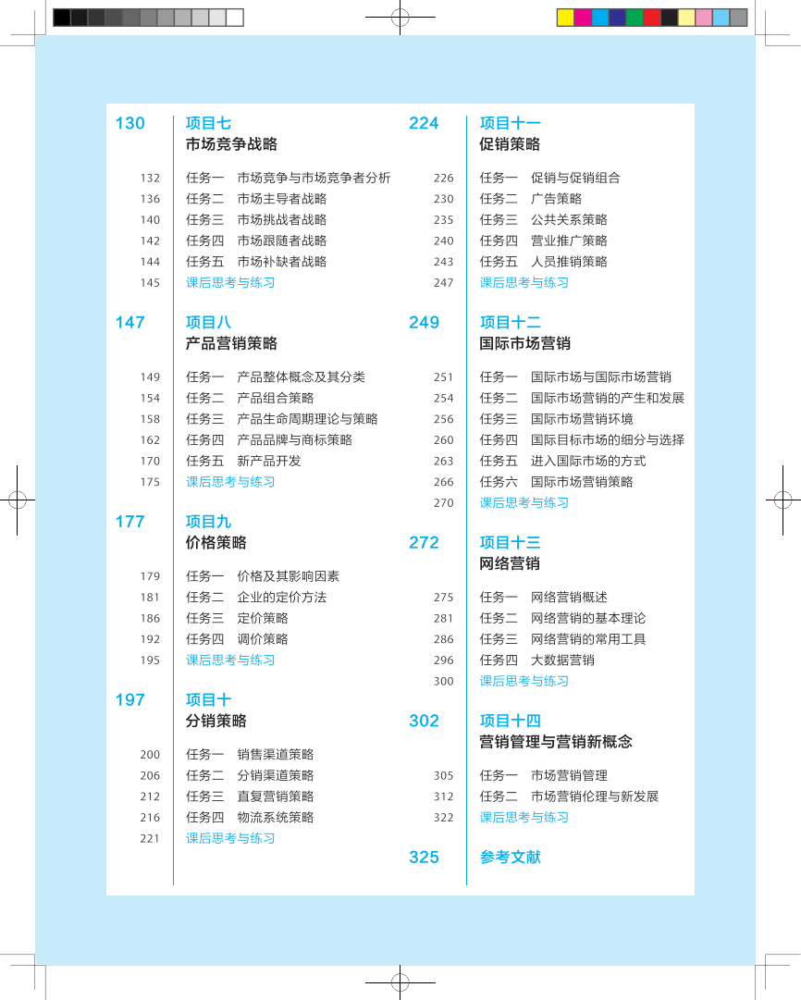 130 项目七
市场竞争战略
132 任务一 市场竞争与市场竞争者分析
136 任务二 市场主导者战略
140 任务三 市场挑战者战略
142 任务四 市场跟随者战略
144 任务五 市场补缺者战略
145 课后思考与练习
147 项目八
产品营销策略
149 任务一 产品整体概念及其分类
154 任务二 产品组合策略
158 任务三 产品生命周期理论与策略
162 任务四 产品品牌与商标策略
170 任务五 新产品开发
175 课后思考与练习
177 项目九
价格策略
179 任务一 价格及其影响因素
181 任务二 企业的定价方法
186 任务三 定价策略
192 任务四 调价策略
195 课后思考与练习
197 项目十
分销策略
200 任务一 销售渠道策略
206 任务二 分销渠道策略
212 任务三 直复营销策略
216 任务四 物流系统策略
221 课后思考与练习
224 项目十一
促销策略
226 任务一 促销与促销组合
230 任务二 广告策略
235 任务三 公共关系策略
240 任务四 营业推广策略
243 任务五 人员推销策略
247 课后思考与练习
249 项目十二
国际市场营销
251 任务一 国际市场与国际市场营销
254 任务二 国际市场营销的产生和发展
256 任务三 国际市场营销环境
260 任务四 国际目标市场的细分与选择
263 任务五 进入国际市场的方式
266 任务六 国际市场营销策略
270 课后思考与练习
272 项目十三
网络营销
275 任务一 网络营销概述
281 任务二 网络营销的基本理论
286 任务三 网络营销的常用工具
296 任务四 大数据营销
300 课后思考与练习
302 项目十四
营销管理与营销新概念
305 任务一 市场营销管理
312 任务二 市场营销伦理与新发展
322 课后思考与练习
325 参考文献